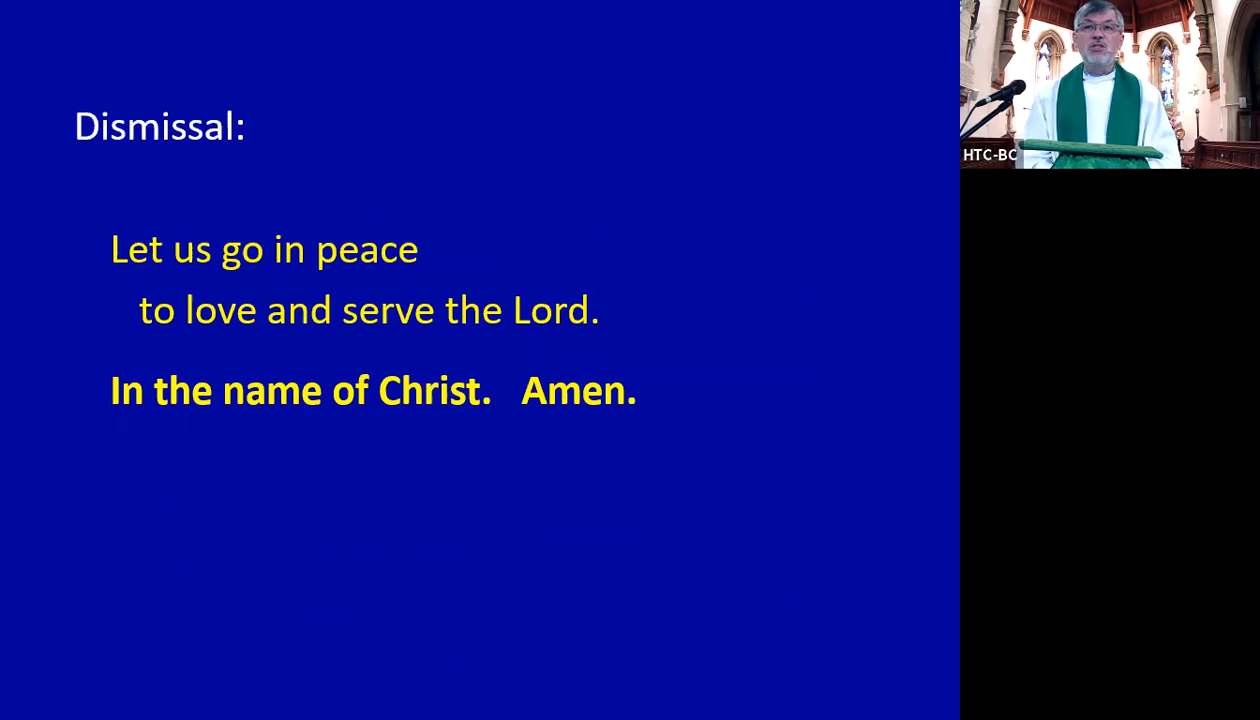 Dismissal:
Let us go in peace
to love and serve the Lord.
In the name of Christ. Amen.
HTC-BC